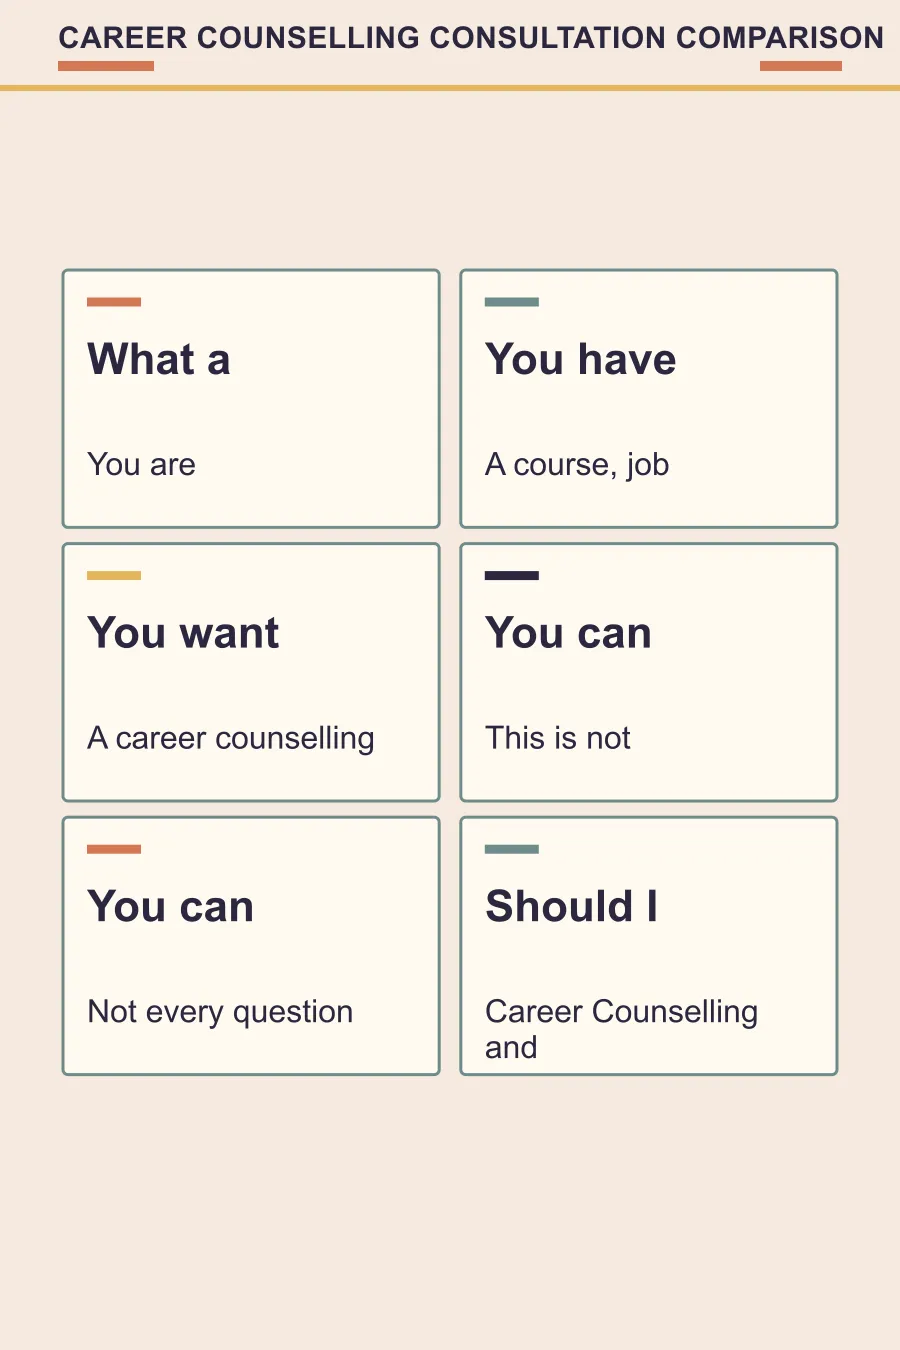 CAREER COUNSELLING CONSULTATION COMPARISON
What a
You are
You have
A course, job
You want
A career counselling
You can
This is not
You can
Not every question
Should I
Career Counselling
and